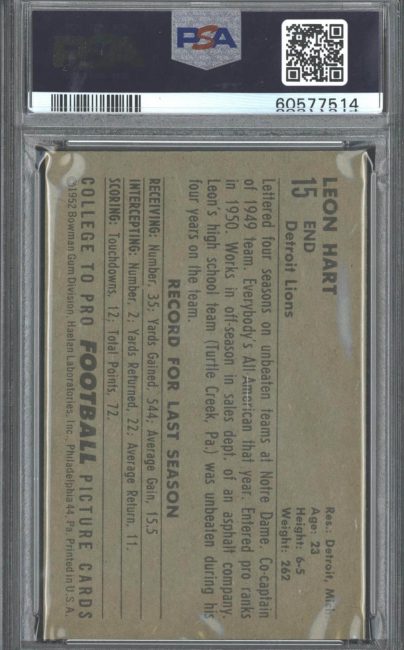 PSA
60577514
LEON HART
15 END
Detroit Lions
Res.: Detroit, Mich.
Age: 23
Height: 6-5
Weight: 262
Lettered four seasons on unbeaten teams at Notre Dame. Co-captain
of 1949 team. Everybody's All American that year. Entered pro ranks
in 1950. Works in off-season in sales dept. of an asphalt company.
Leon's high school team (Turtle Creek, Pa.) was unbeaten during his
four years on the team.
RECORD FOR LAST SEASON
RECEIVING: Number, 35; Yards Gained, 544; Average Gain, 15.5
INTERCEPTING: Number, 2; Yards Returned, 22; Average Return, 11.
SCORING: Touchdowns, 12; Total Points, 72.
COLLEGE TO PRO FOOTBALL PICTURE CARDS
©1952 Bowman Gum Division, Haelan Laboratories, Inc., Philadelphia 44, Pa. Printed in U.S.A.